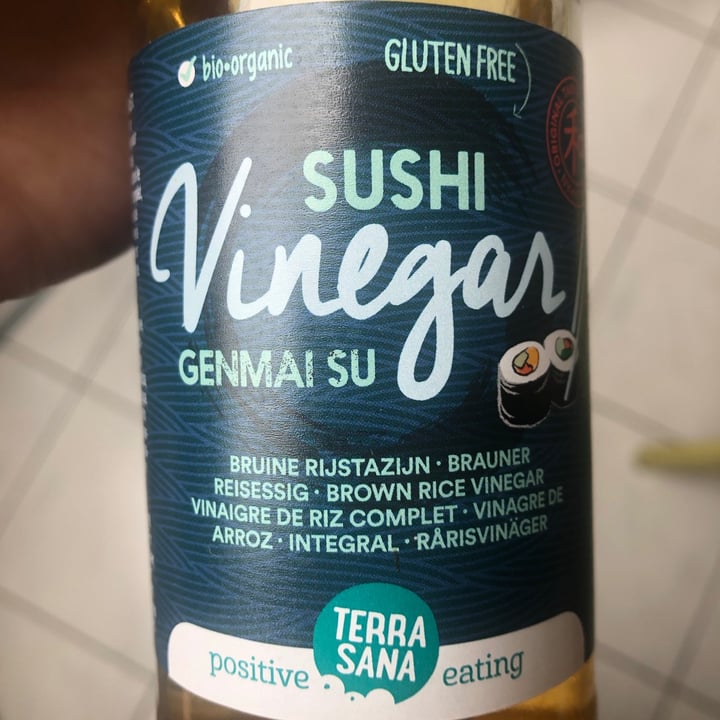 bio•organic
GLUTEN FREE
SUSHI
Vinegar
GENMAI SU
BRUINE RIJSTAZIJN · BRAUNER
REISESSIG · BROWN RICE VINEGAR
VINAIGRE DE RIZ COMPLET · VINAGRE DE
ARROZ · INTEGRAL · RÅRISVINÄGER
TERRA
SANA
positive eating